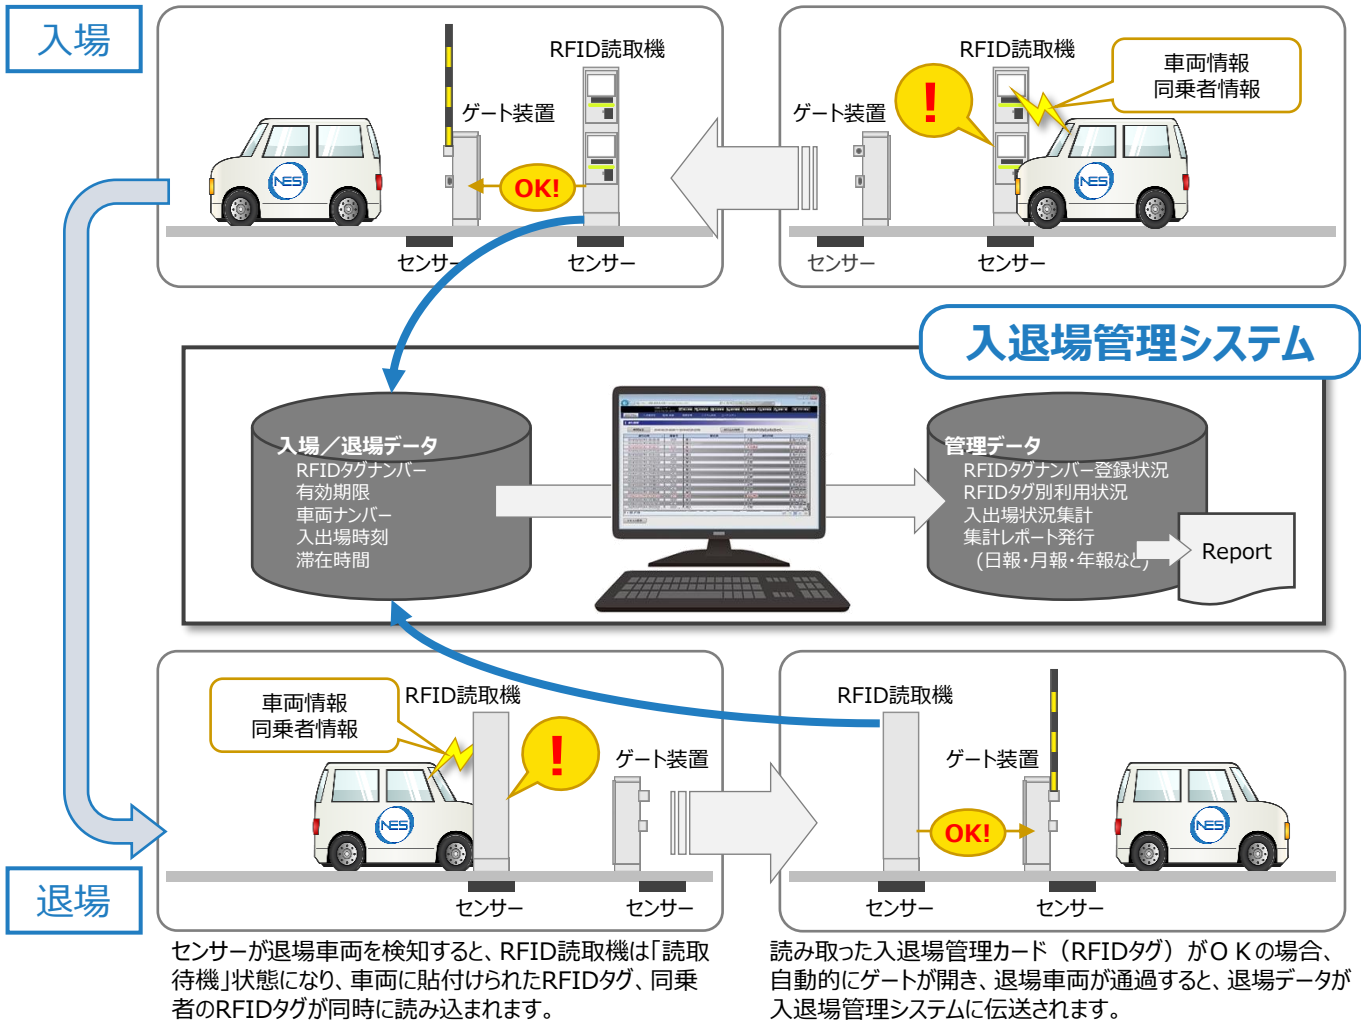 入場
RFID読取機
ゲート装置
OK!
センサー
センサー
RFID読取機
車両情報
同乗者情報
!
ゲート装置
センサー
センサー
NES
NES
入退場管理システム
入場／退場データ
RFIDタグナンバー
有効期限
車両ナンバー
入出場時刻
滞在時間
管理データ
RFIDタグナンバー登録状況
RFIDタグ別利用状況
入出場状況集計
集計レポート発行
(日報・月報・年報など)
Report
退場
車両情報
同乗者情報
RFID読取機
!
ゲート装置
NES
センサー
センサー
RFID読取機
ゲート装置
OK!
NES
センサー
センサー
センサーが退場車両を検知すると、RFID読取機は「読取
待機」状態になり、車両に貼付けられたRFIDタグ、同乗
者のRFIDタグが同時に読み込まれます。
読み取った入退場管理カード（RFIDタグ）がＯＫの場合、
自動的にゲートが開き、退場車両が通過すると、退場データが
入退場管理システムに伝送されます。